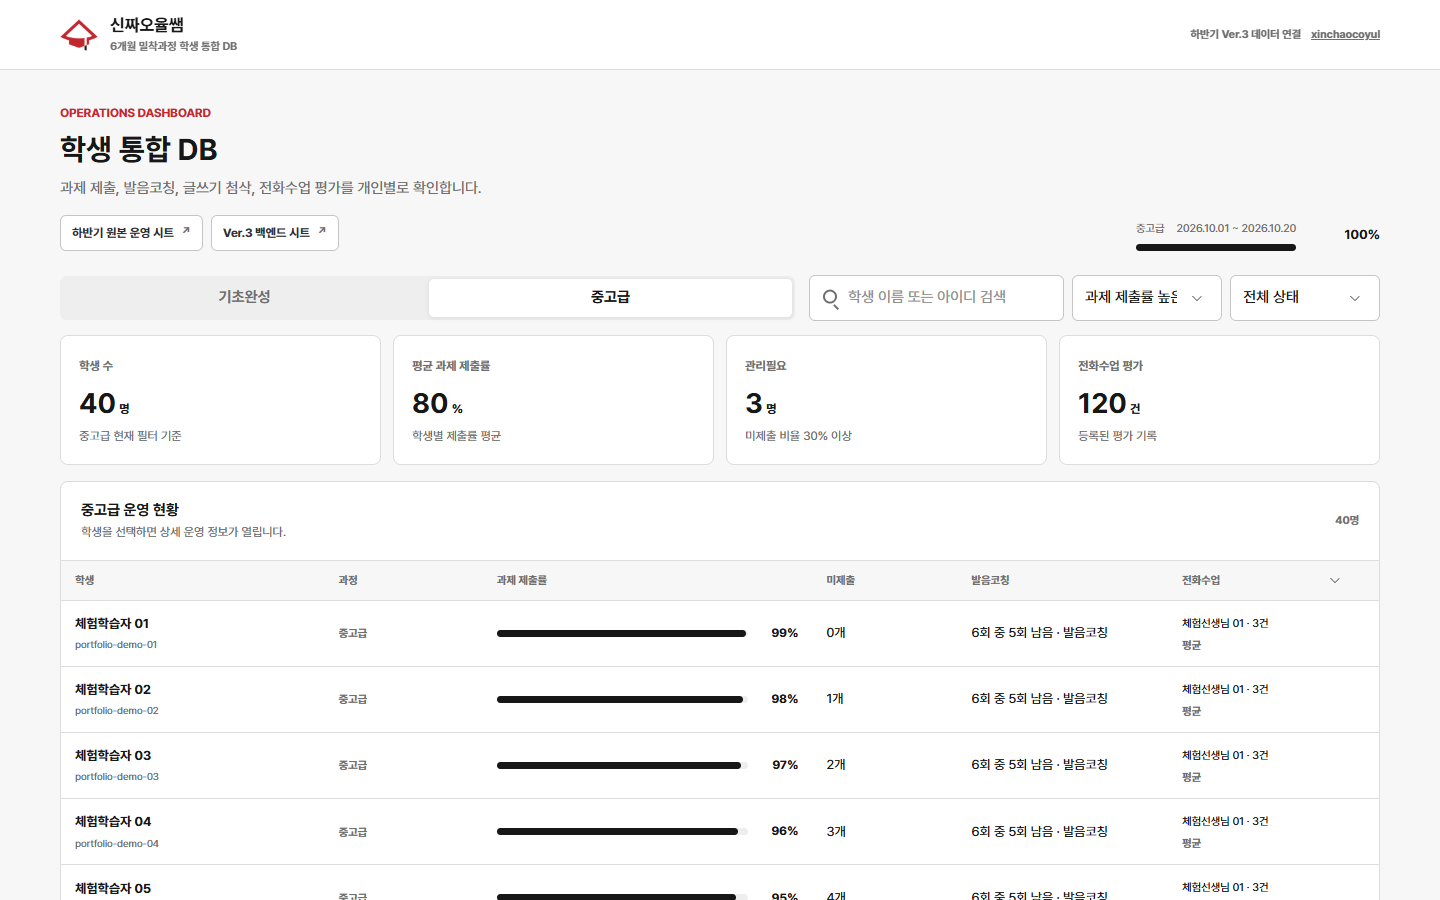 신짜오율쌤
6개월 밀착과정 학생 통합 DB
하반기 Ver.3 데이터 연결 xinchaocoyul
OPERATIONS DASHBOARD
학생 통합 DB
과제 제출, 발음코칭, 글쓰기 첨삭, 전화수업 평가를 개인별로 확인합니다.
하반기 원본 운영 시트 ↗ Ver.3 백엔드 시트 ↗
중고급 2026.10.01 ~ 2026.10.20 100%
기초완성 중고급 학생 이름 또는 아이디 검색 과제 제출률 높은 전체 상태
학생 수 평균 과제 제출률 관리필요 전화수업 평가
40 명 80 % 3 명 120 건
중고급 현재 필터 기준 학생별 제출률 평균 미제출 비율 30% 이상 등록된 평가 기록
중고급 운영 현황
학생을 선택하면 상세 운영 정보가 열립니다.
40명
학생 과정 과제 제출률 미제출 발음코칭 전화수업
체험학습자 01 중고급 99% 0개 6회 중 5회 남음 · 발음코칭 체험선생님 01 · 3건
portfolio-demo-01 평균
체험학습자 02 중고급 98% 1개 6회 중 5회 남음 · 발음코칭 체험선생님 01 · 3건
portfolio-demo-02 평균
체험학습자 03 중고급 97% 2개 6회 중 5회 남음 · 발음코칭 체험선생님 01 · 3건
portfolio-demo-03 평균
체험학습자 04 중고급 96% 3개 6회 중 5회 남음 · 발음코칭 체험선생님 01 · 3건
portfolio-demo-04 평균
체험학습자 05 중고급 95% 4개 6회 중 5회 남음 · 발음코칭 체험선생님 01 · 3건